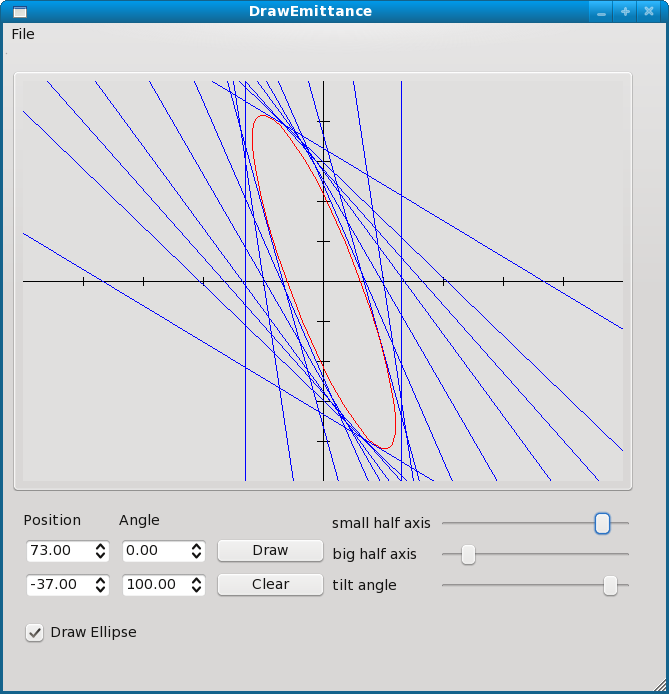 DrawEmittance
File
Position Angle small half axis
73.00 0.00 Draw big half axis
-37.00 100.00 Clear tilt angle
Draw Ellipse